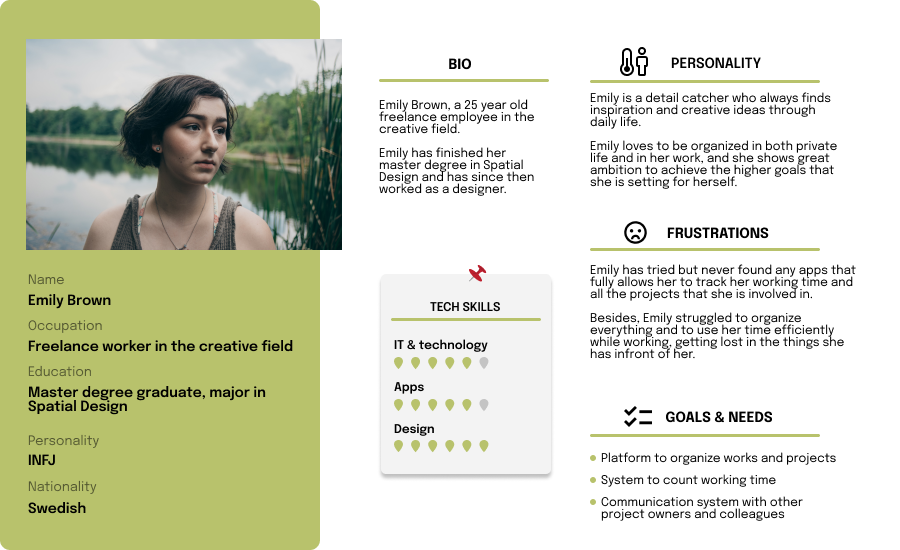 Name
Emily Brown
Occupation
Freelance worker in the creative field
Education
Master degree graduate, major in
Spatial Design
Personality
INFJ
Nationality
Swedish
BIO
Emily Brown, a 25 year old
freelance employee in the
creative field.
Emily has finished her
master degree in Spatial
Design and has since then
worked as a designer.
TECH SKILLS
IT & technology
Apps
Design
PERSONALITY
Emily is a detail catcher who always finds
inspiration and creative ideas through
daily life.
Emily loves to be organized in both private
life and in her work, and she shows great
ambition to achieve the higher goals that
she is setting for herself.
FRUSTRATIONS
Emily has tried but never found any apps that
fully allows her to track her working time and
all the projects that she is involved in.
Besides, Emily struggled to organize
everything and to use her time efficiently
while working, getting lost in the things she
has infront of her.
GOALS & NEEDS
Platform to organize works and projects
System to count working time
Communication system with other
project owners and colleagues